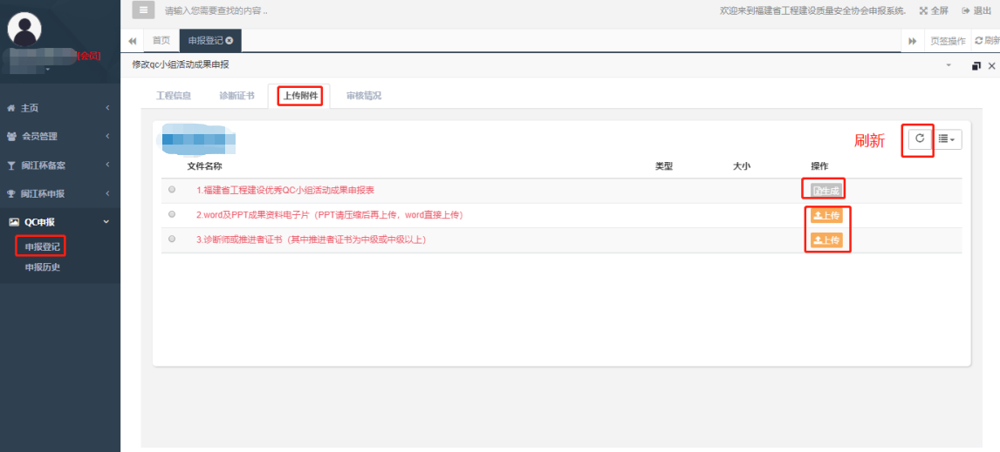 请输入您需要查找的内容 ..
欢迎来到福建省工程建设质量安全协会申报系统.
全屏
退出
首页
申报登记
页签操作
刷新
[会员]
修改qc小组活动成果申报
工程信息
诊断证书
上传附件
审核情况
主页
会员管理
闽江杯备案
闽江杯申报
QC申报
申报登记
申报历史
刷新
文件名称
类型
大小
操作
1.福建省工程建设优秀QC小组活动成果申报表
生成
2.word及PPT成果资料电子片（PPT请压缩后再上传，word直接上传）
上传
3.诊断师或推进者证书（其中推进者证书为中级或中级以上）
上传